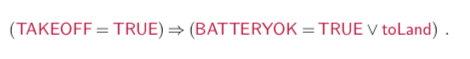 (TAKEOFF = TRUE) ⇒ (BATTERYOK = TRUE ∨ toLand) .